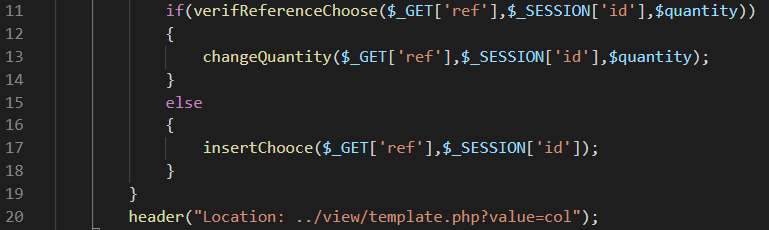 11 if(verifReferenceChoose($_GET['ref'],$_SESSION['id'],$quantity))
12 {
13 changeQuantity($_GET['ref'],$_SESSION['id'],$quantity);
14 }
15 else
16 {
17 insertChooce($_GET['ref'],$_SESSION['id']);
18 }
19 }
20 header("Location: ../view/template.php?value=col");